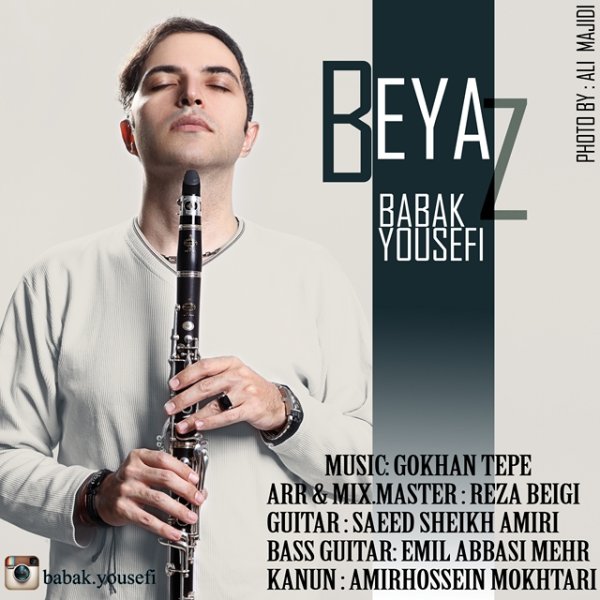 BEYAZ
BABAK
YOUSEFI
PHOTO BY : ALI MAJIDI
MUSIC: GOKHAN TEPE
ARR & MIX.MASTER : REZA BEIGI
GUITAR : SAEED SHEIKH AMIRI
BASS GUITAR: EMIL ABBASI MEHR
KANUN : AMIRHOSSEIN MOKHTARI
babak.yousefi